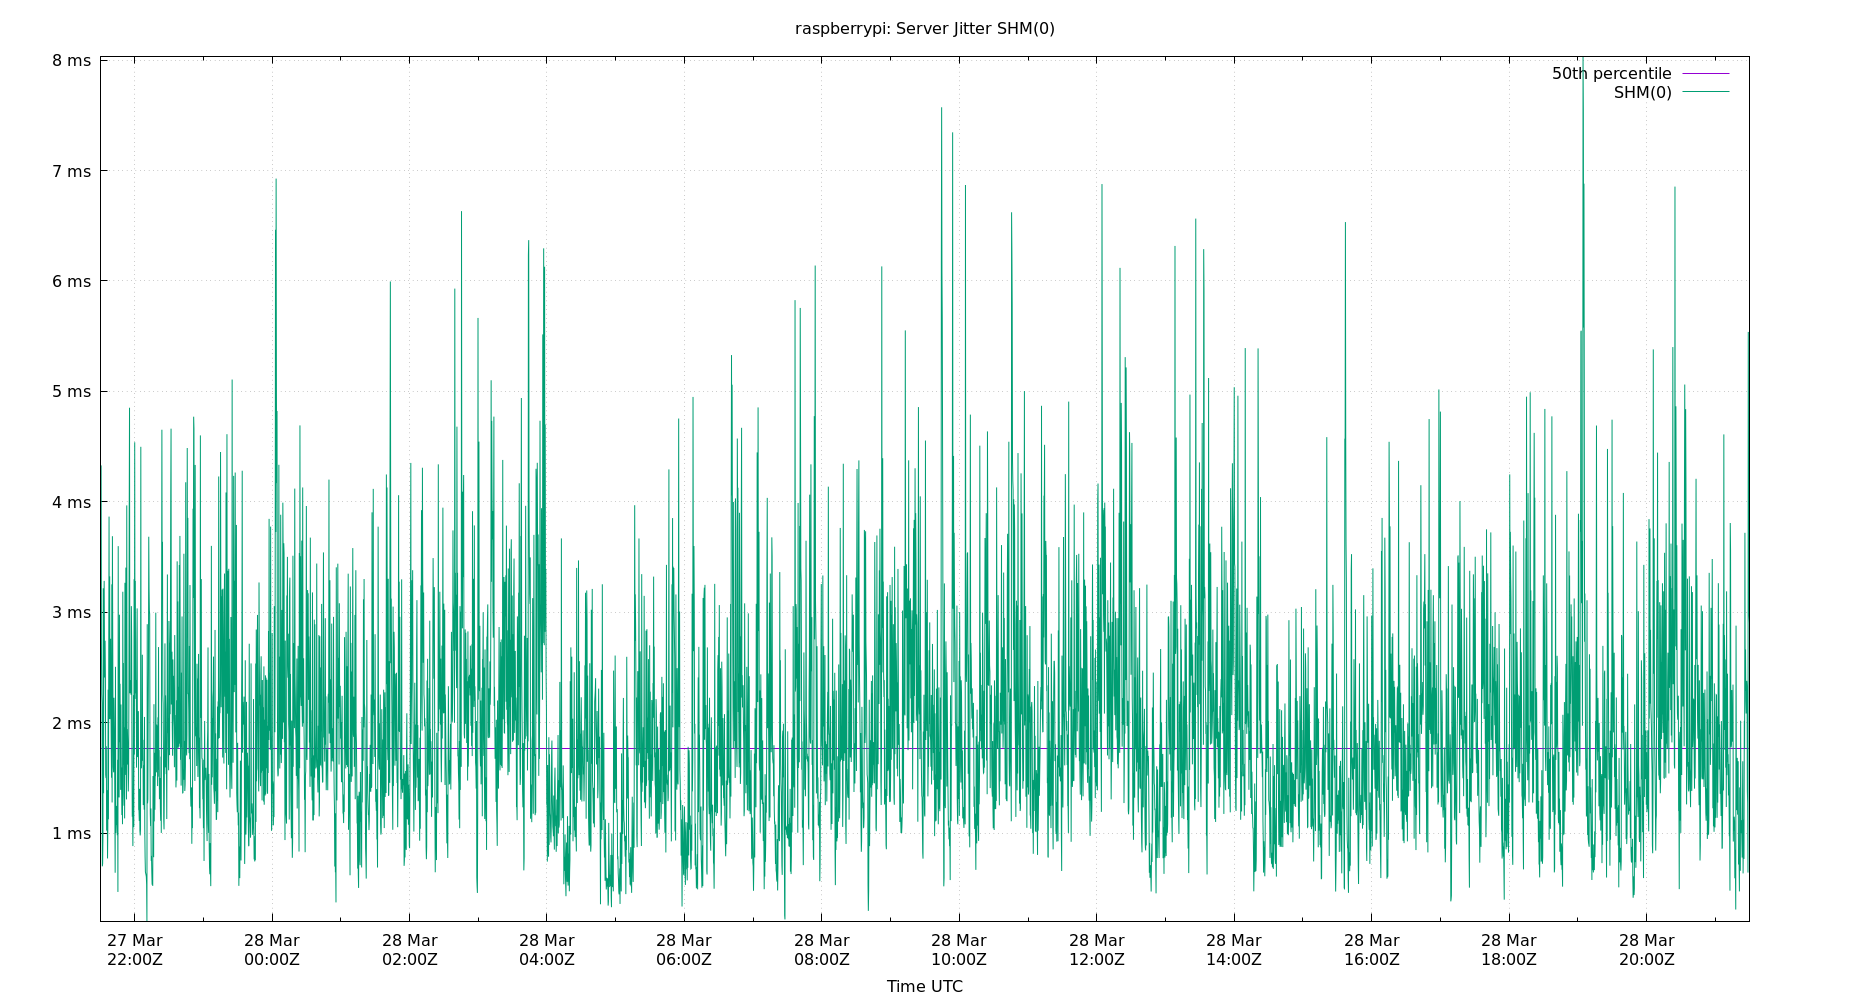 raspberrypi: Server Jitter SHM(0)
8 ms
7 ms
6 ms
5 ms
4 ms
3 ms
2 ms
1 ms
50th percentile
SHM(0)
27 Mar
22:00Z
28 Mar
00:00Z
28 Mar
02:00Z
28 Mar
04:00Z
28 Mar
06:00Z
28 Mar
08:00Z
28 Mar
10:00Z
28 Mar
12:00Z
28 Mar
14:00Z
28 Mar
16:00Z
28 Mar
18:00Z
28 Mar
20:00Z
Time UTC